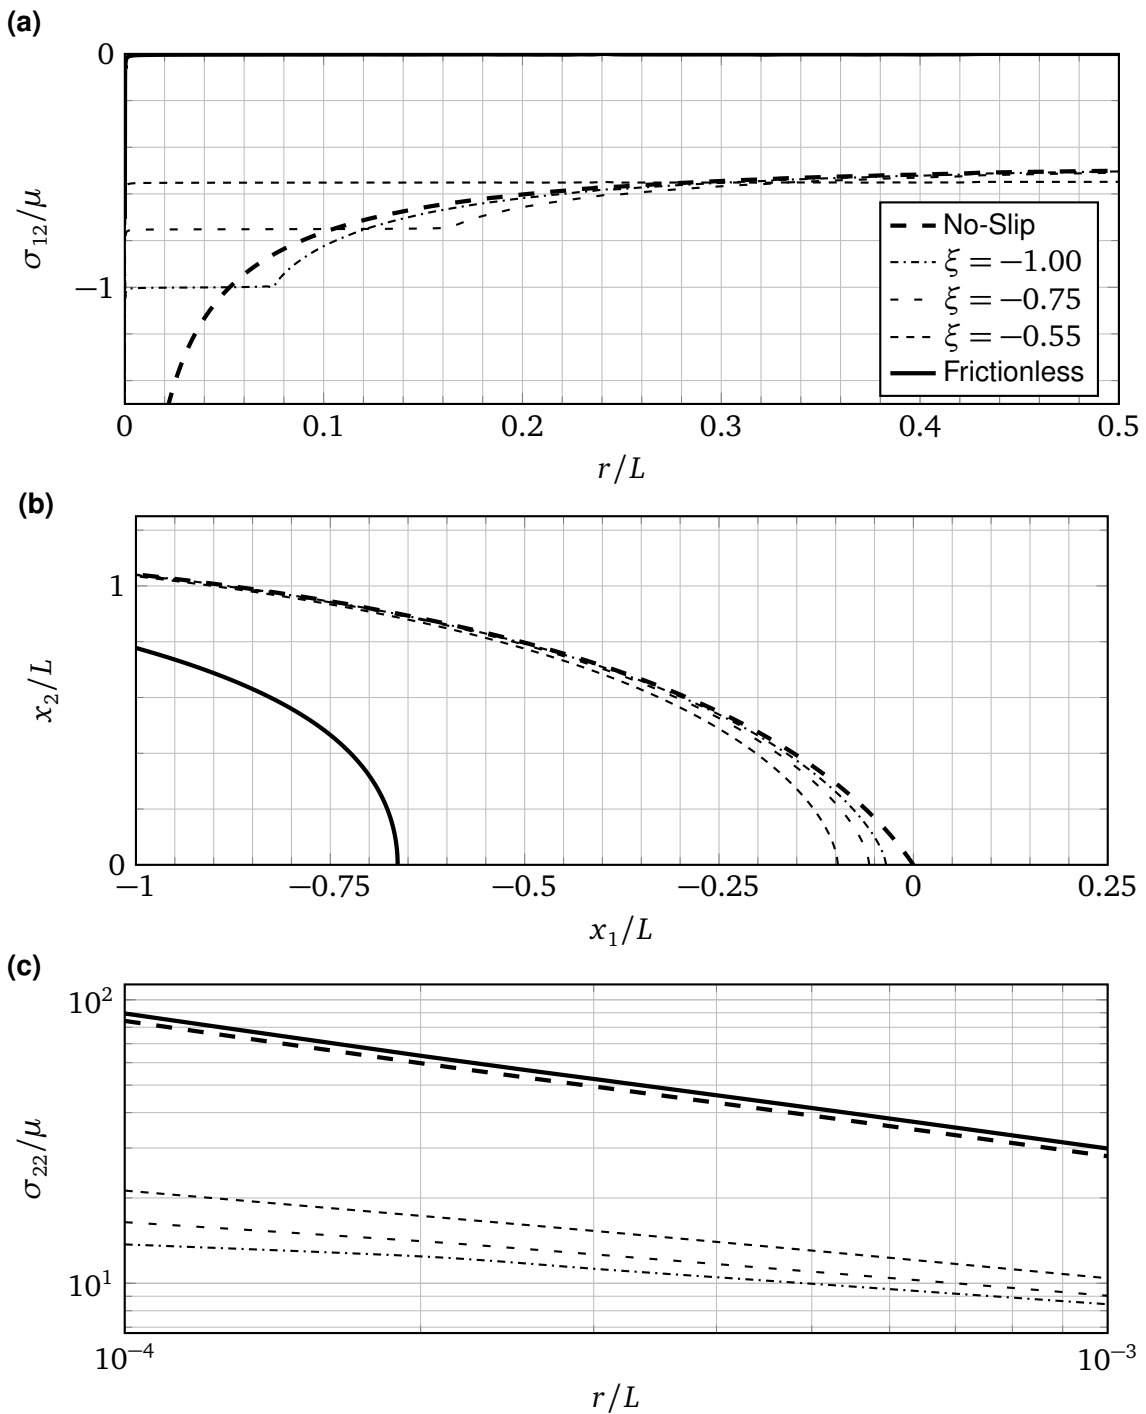 (a)
0
−1
σ12/μ
No-Slip
ξ = −1.00
ξ = −0.75
ξ = −0.55
Frictionless
0 0.1 0.2 0.3 0.4 0.5
r/L
(b)
1
0
x2/L
−1 −0.75 −0.5 −0.25 0 0.25
x1/L
(c)
10^2
10^1
σ22/μ
10^−4 10^−3
r/L